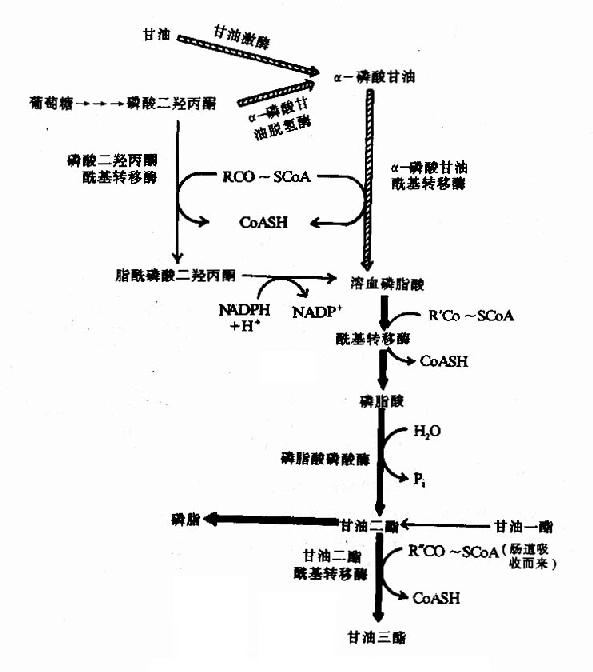 甘油
甘油激酶
α－磷酸甘油
葡萄糖→→→磷酸二羟丙酮
α－磷酸甘
油脱氢酶
磷酸二羟丙酮
酰基转移酶
RCO～SCoA
CoASH
α－磷酸甘油
酰基转移酶
脂酰磷酸二羟丙酮
溶血磷脂酸
NADPH
+H⁺
NADP⁺
R'Co～SCoA
酰基转移酶
CoASH
磷脂酸
H₂O
磷脂酸磷酸酶
Pi
磷脂
甘油二酯
甘油一酯
甘油二酯
酰基转移酶
R"CO～SCoA(肠道吸
收而来)
CoASH
甘油三酯